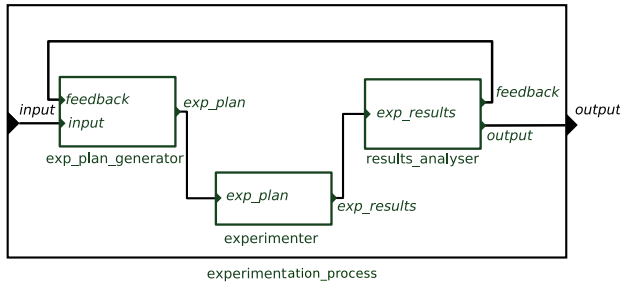 feedback
input
input
exp_plan
exp_plan_generator
exp_plan
experimenter
exp_results
exp_results
results_analyser
feedback
output
output
experimentation_process